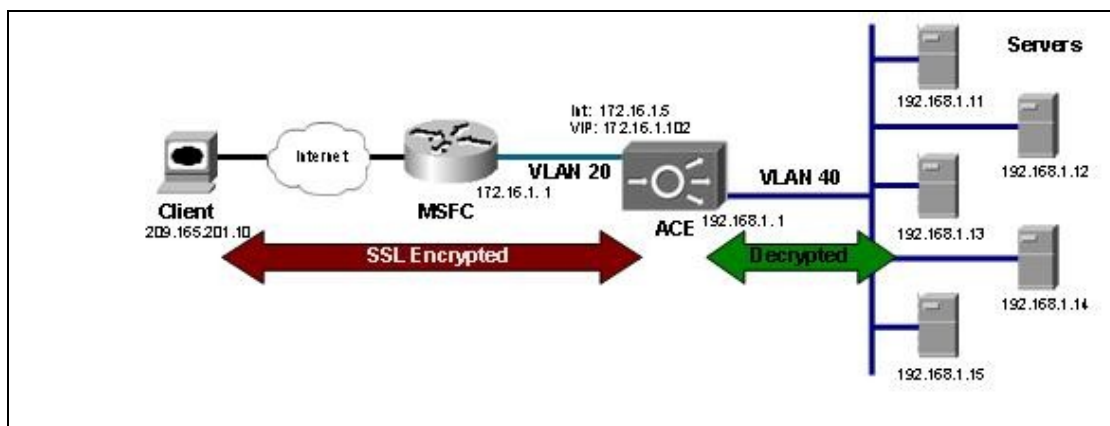 Servers
192.168.1.11
Int: 172.16.1.5
VIP: 172.16.1.102
Internet
VLAN 20
VLAN 40
192.168.1.12
172.16.1. 1
Client
209.165.201.10
MSFC
ACE
192.168.1. 1
192.168.1.13
SSL Encrypted
Decrypted
192.168.1.14
192.168.1.15